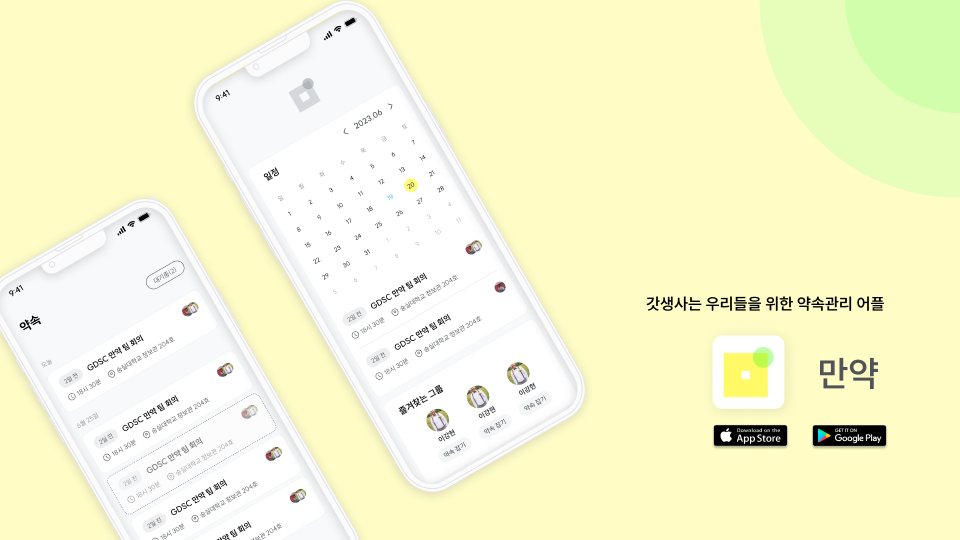 9:41
약속
대기중(2)
오늘
2일 전
GDSC 만약 팀 회의
18시 30분
숭실대학교 정보관 204호
6월 25일
2일 전
GDSC 만약 팀 회의
18시 30분
숭실대학교 정보관 204호
2일 전
GDSC 만약 팀 회의
18시 30분
숭실대학교 정보관 204호
2일 전
GDSC 만약 팀 회의
18시 30분
숭실대학교 정보관 204호
만약 팀 회의
숭실대학교 정보관 204호
9:41
일정
2023.06
일 월 화 수 목 금 토
1 2 3 4 5 6 7
8 9 10 11 12 13 14
15 16 17 18 19 20 21
22 23 24 25 26 27 28
29 30 31 1 2 3 4
5 6 7 8 9 10 11
2일 전
GDSC 만약 팀 회의
18시 30분
숭실대학교 정보관 204호
2일 전
GDSC 만약 팀 회의
18시 30분
숭실대학교 정보관 204호
즐겨찾는 그룹
이강현 이강현 이강현
약속 잡기 약속 잡기 약속 잡기
갓생사는 우리들을 위한 약속관리 어플
만약
Download on the
App Store
GET IT ON
Google Play